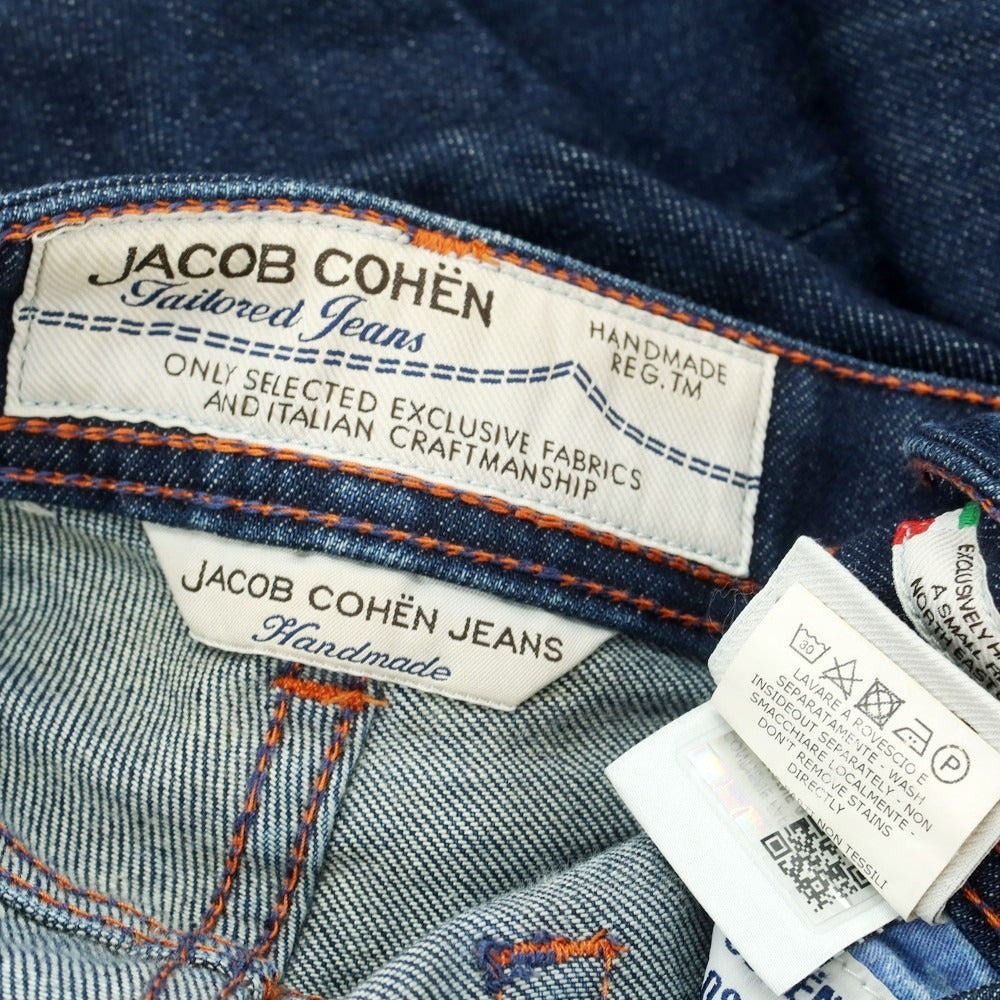 JACOB COHËN
Tailored Jeans
HANDMADE
REG.TM
ONLY SELECTED EXCLUSIVE FABRICS
AND ITALIAN CRAFTMANSHIP
JACOB COHËN JEANS
Handmade
EXCLUSIVELY
A SMALL
30
P
LAVARE A ROVESCIO E
SEPARATAMENTE - WASH
INSIDEOUT SEPARATELY - NON
SMACCHIARE LOCALMENTE -
DON'T REMOVE STAINS
DIRECTLY
NON TESSILI